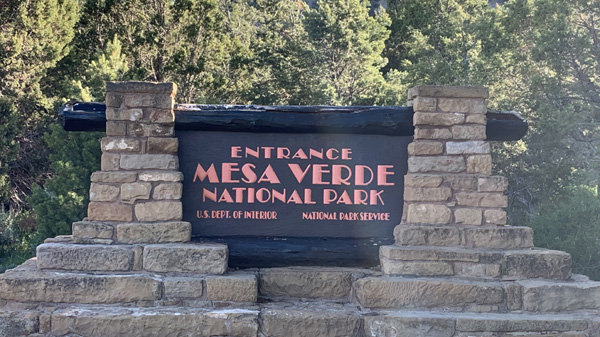 ENTRANCE
MESA VERDE
NATIONAL PARK
U.S. DEPT. OF INTERIOR NATIONAL PARK SERVICE